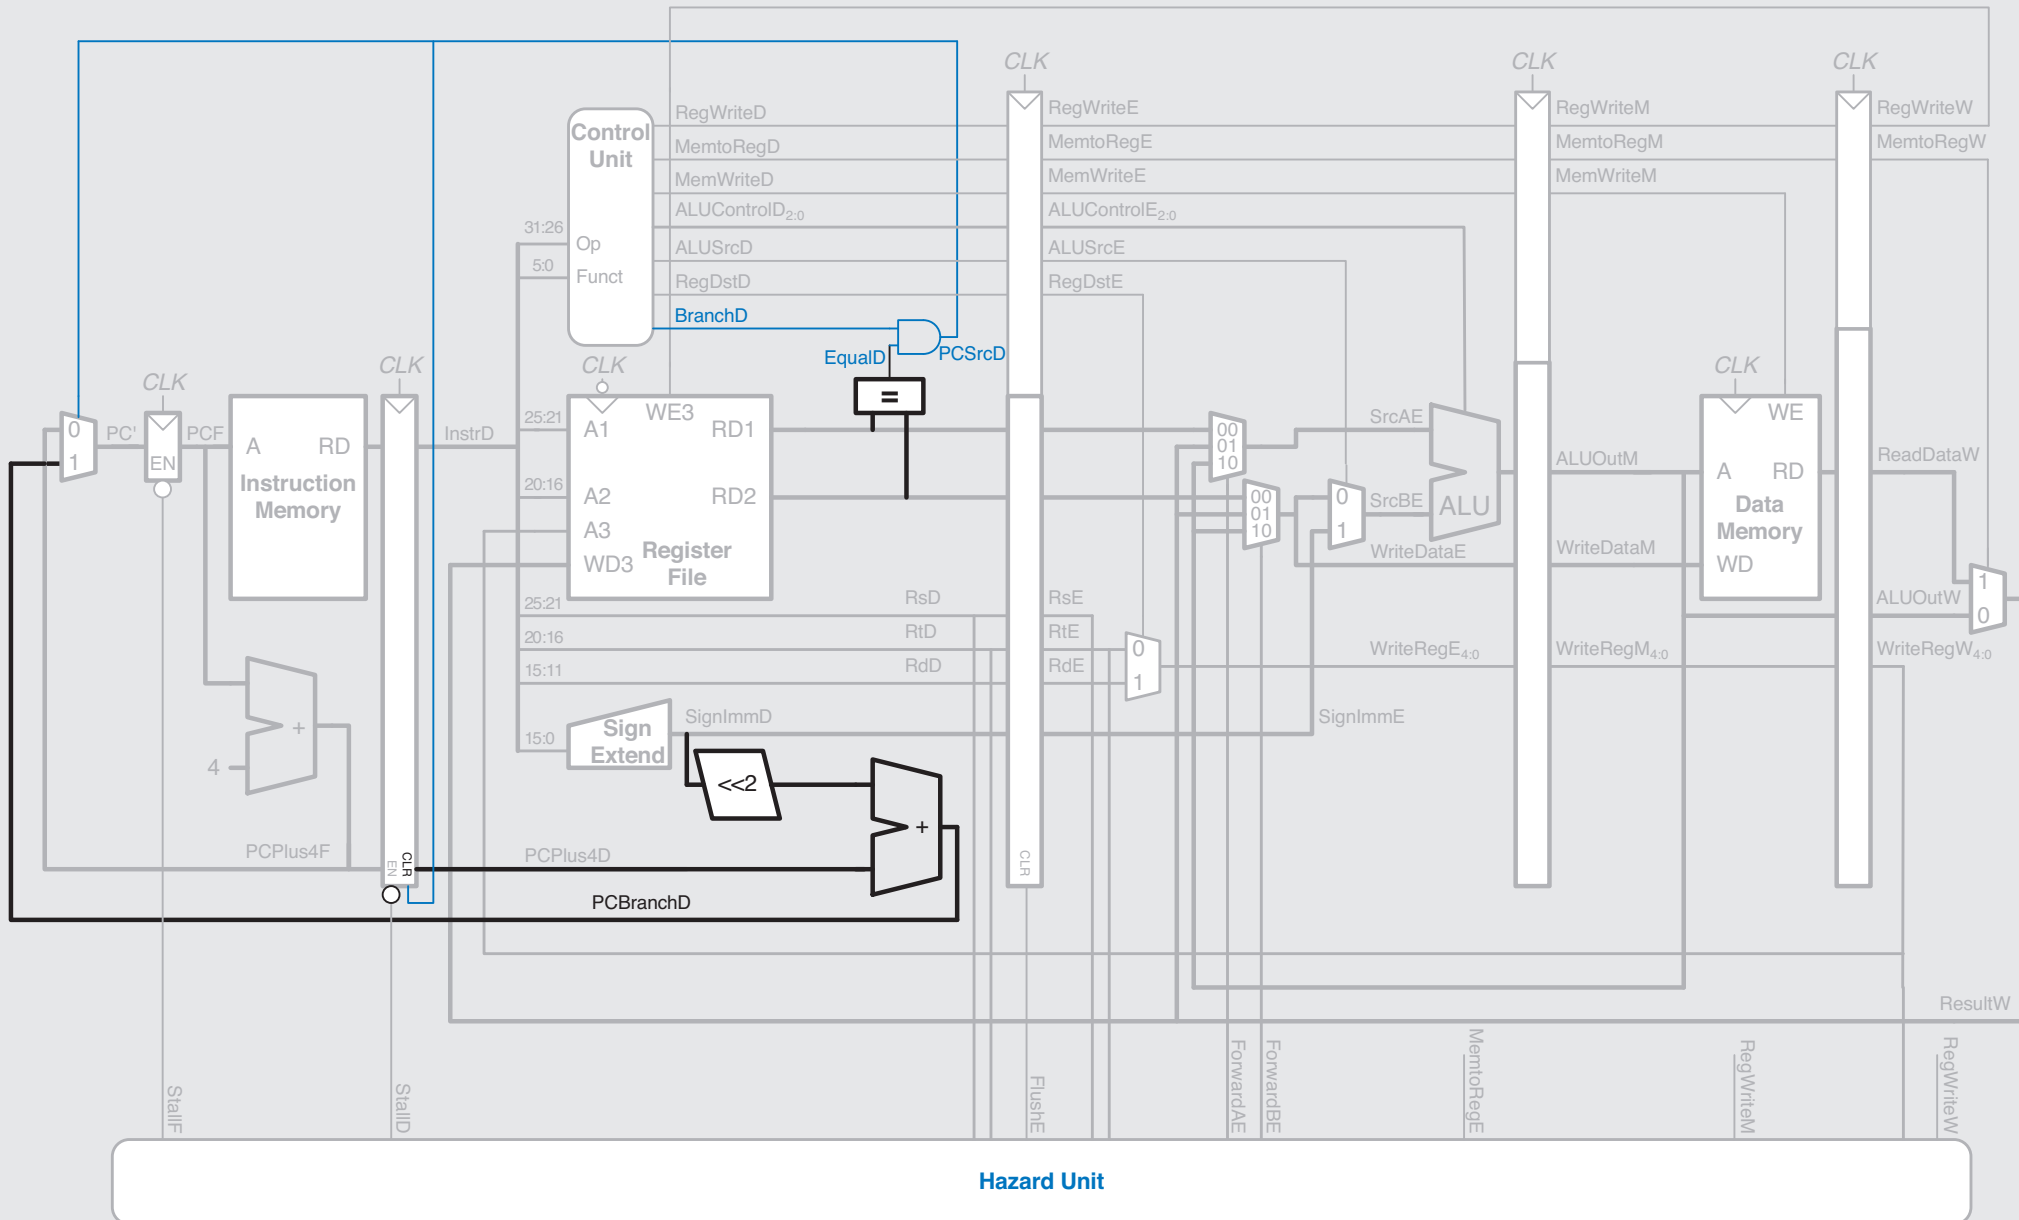 CLK CLK CLK
RegWriteD RegWriteE RegWriteM RegWriteW
Control
Unit
MemtoRegD MemtoRegE MemtoRegM MemtoRegW
MemWriteD MemWriteE MemWriteM
ALUControlD2:0 ALUControlE2:0
31:26 Op ALUSrcD ALUSrcE
5:0 Funct RegDstD RegDstE
BranchD
EqualD PCSrcD
CLK CLK CLK CLK
=
0 PC' PCF A RD InstrD 25:21 A1 WE3 RD1 00 SrcAE WE
1 EN 01
10
Instruction
Memory
20:16 A2 RD2 00 0 SrcBE ALU ALUOutM A RD ReadDataW
01
10 1
A3
Data
Memory
WD3 Register
File
WriteDataE WriteDataM WD
1
0
25:21 RsD RsE ALUOutW
20:16 RtD RtE 0 WriteRegE4:0 WriteRegM4:0 WriteRegW4:0
15:11 RdD RdE 1
+
4
15:0 Sign
Extend
SignImmD SignImmE
<<2
+
PCPlus4F EN CLR PCPlus4D CLR
PCBranchD
ResultW
StallF StallD FlushE ForwardAE ForwardBE MemtoRegE RegWriteM RegWriteW
Hazard Unit